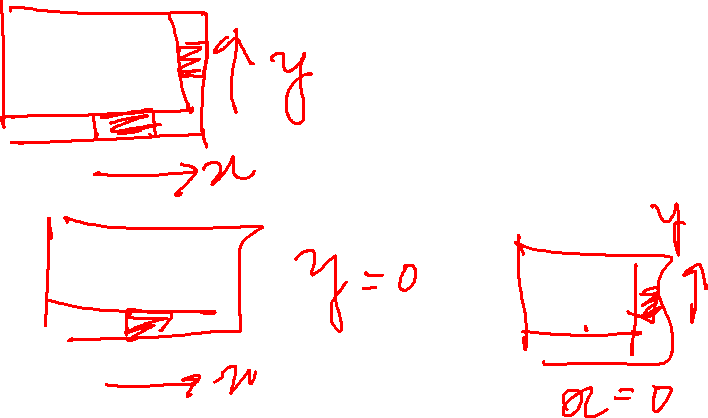 y
x
y = 0
x
y
x = 0